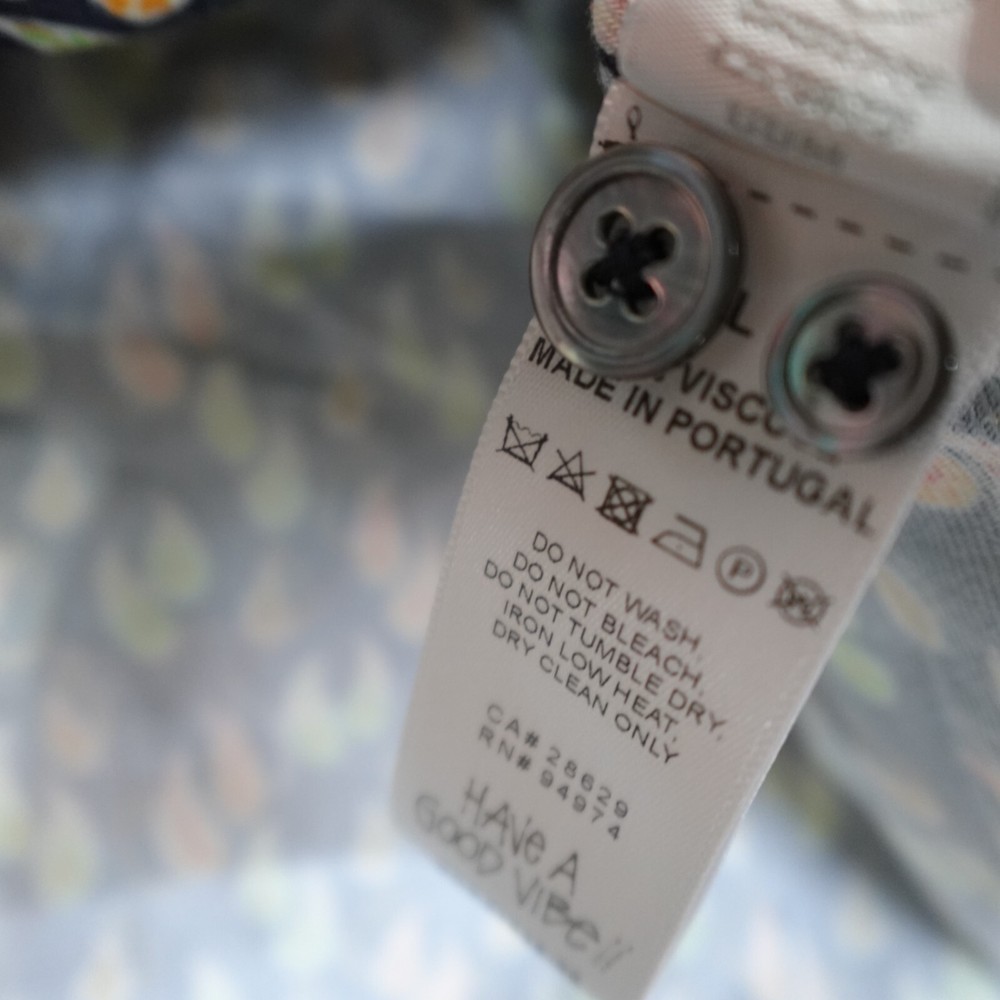 L
VISCO
MADE IN PORTUGAL
P
DO NOT WASH,
DO NOT BLEACH,
DO NOT TUMBLE DRY,
IRON LOW HEAT,
DRY CLEAN ONLY
CA# 28629
RN# 94974
HAVE A
GOOD VIBE//